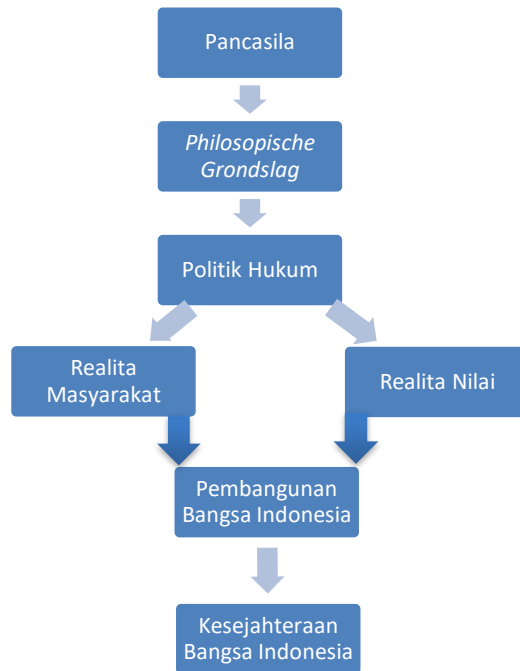 Pancasila
Philosopische
Grondslag
Politik Hukum
Realita
Masyarakat
Realita Nilai
Pembangunan
Bangsa Indonesia
Kesejahteraan
Bangsa Indonesia